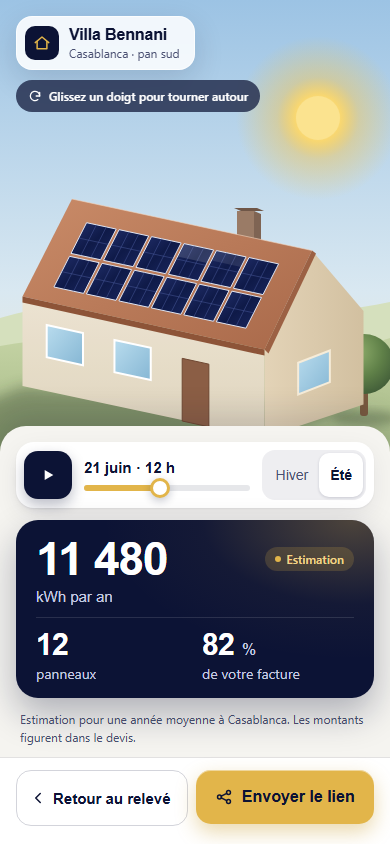 Villa Bennani
Casablanca · pan sud
Glissez un doigt pour tourner autour
21 juin · 12 h
Hiver
Été
11 480
Estimation
kWh par an
12
82 %
panneaux
de votre facture
Estimation pour une année moyenne à Casablanca. Les montants
figurent dans le devis.
Retour au relevé
Envoyer le lien